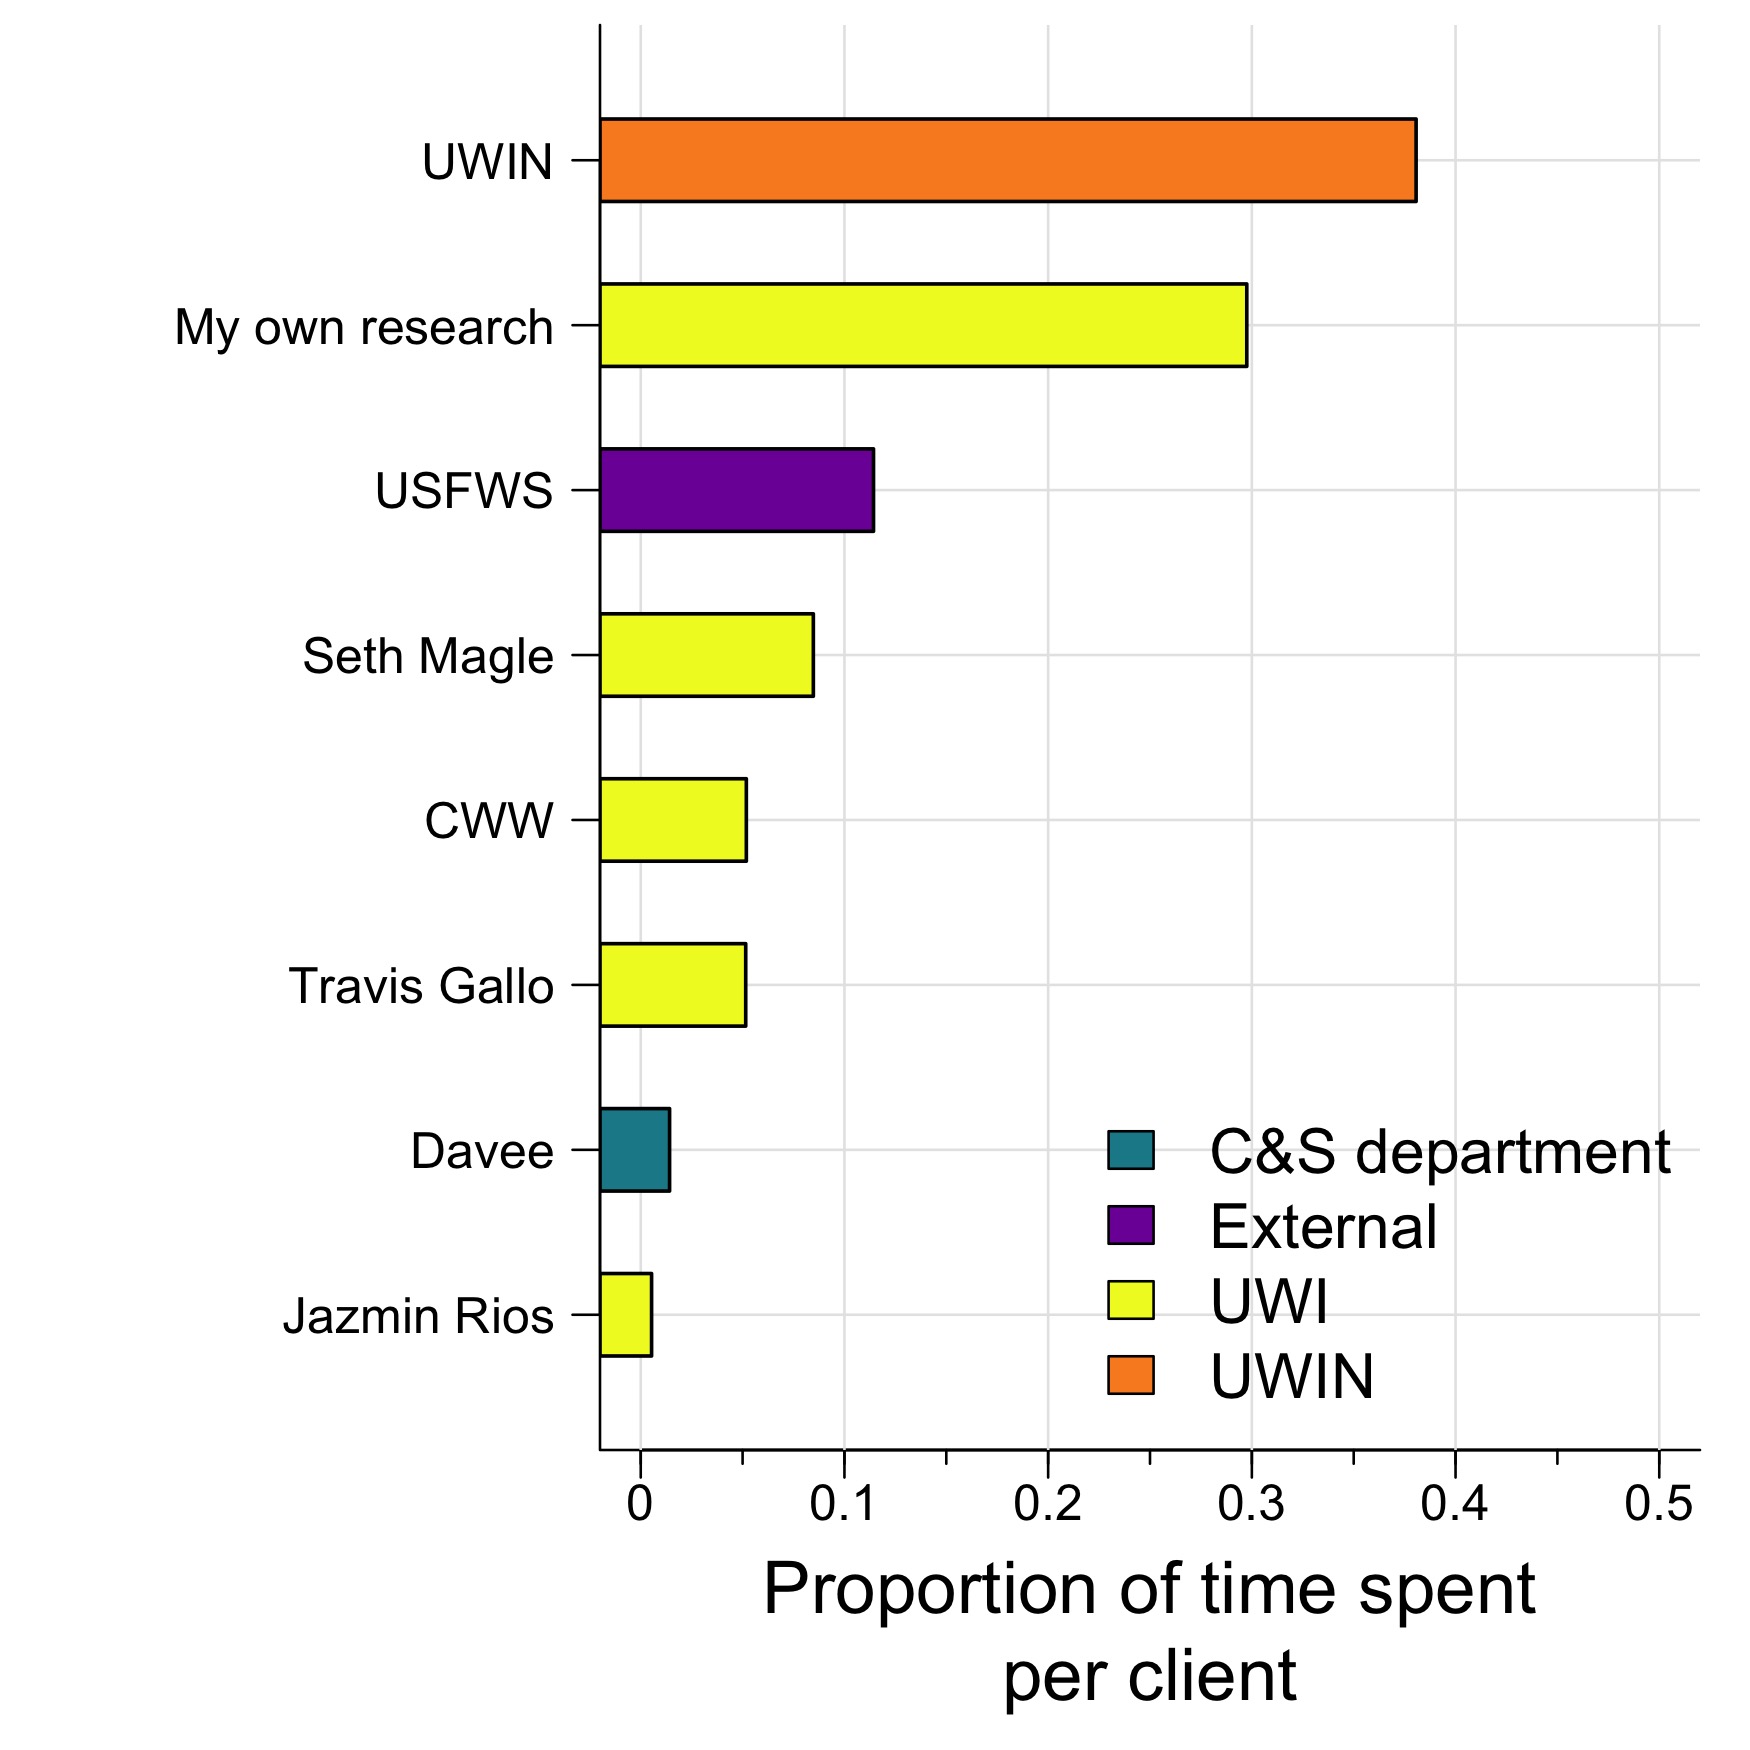 UWIN
My own research
USFWS
Seth Magle
CWW
Travis Gallo
Davee
Jazmin Rios
C&S department
External
UWI
UWIN
0 0.1 0.2 0.3 0.4 0.5
Proportion of time spent
per client